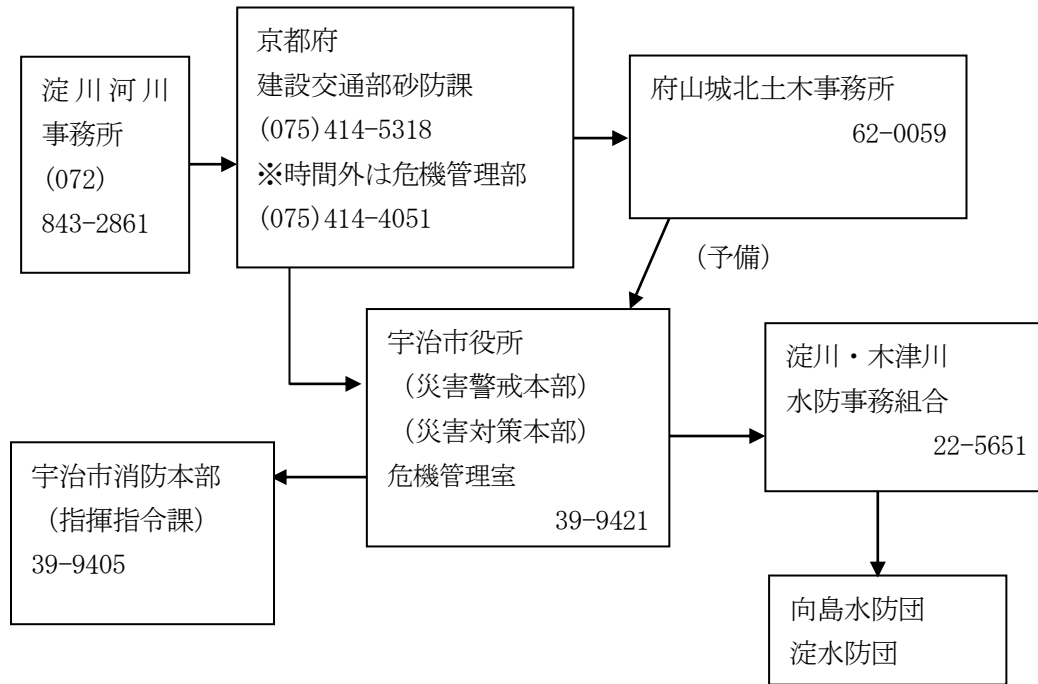 淀川河川
事務所
(072)
843-2861
京都府
建設交通部砂防課
(075)414-5318
※時間外は危機管理部
(075)414-4051
府山城北土木事務所
62-0059
(予備)
宇治市役所
(災害警戒本部)
(災害対策本部)
危機管理室
39-9421
淀川・木津川
水防事務組合
22-5651
宇治市消防本部
(指揮指令課)
39-9405
向島水防団
淀水防団